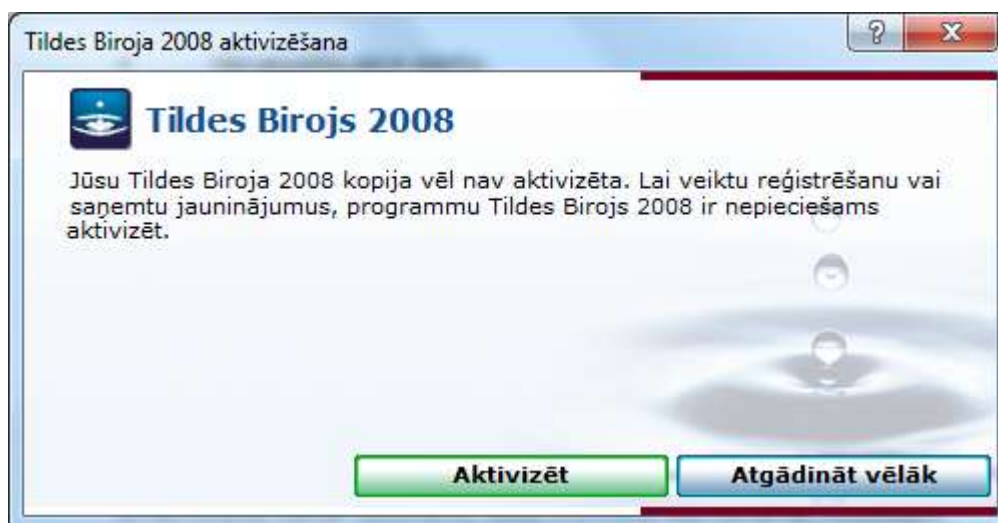 Tildes Biroja 2008 aktivizēšana
Tildes Birojs 2008
Jūsu Tildes Biroja 2008 kopija vēl nav aktivizēta. Lai veiktu reģistrēšanu vai
saņemtu jauninājumus, programmu Tildes Birojs 2008 ir nepieciešams
aktivizēt.
Aktivizēt
Atgādināt vēlāk